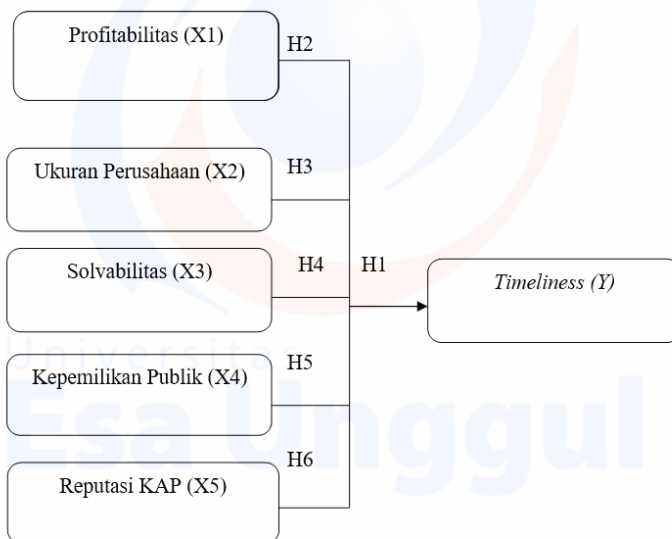 Profitabilitas (X1)
H2
Ukuran Perusahaan (X2)
H3
Solvabilitas (X3)
H4
H1
Timeliness (Y)
Universitas
Esa Unggul
Kepemilikan Publik (X4)
H5
Reputasi KAP (X5)
H6